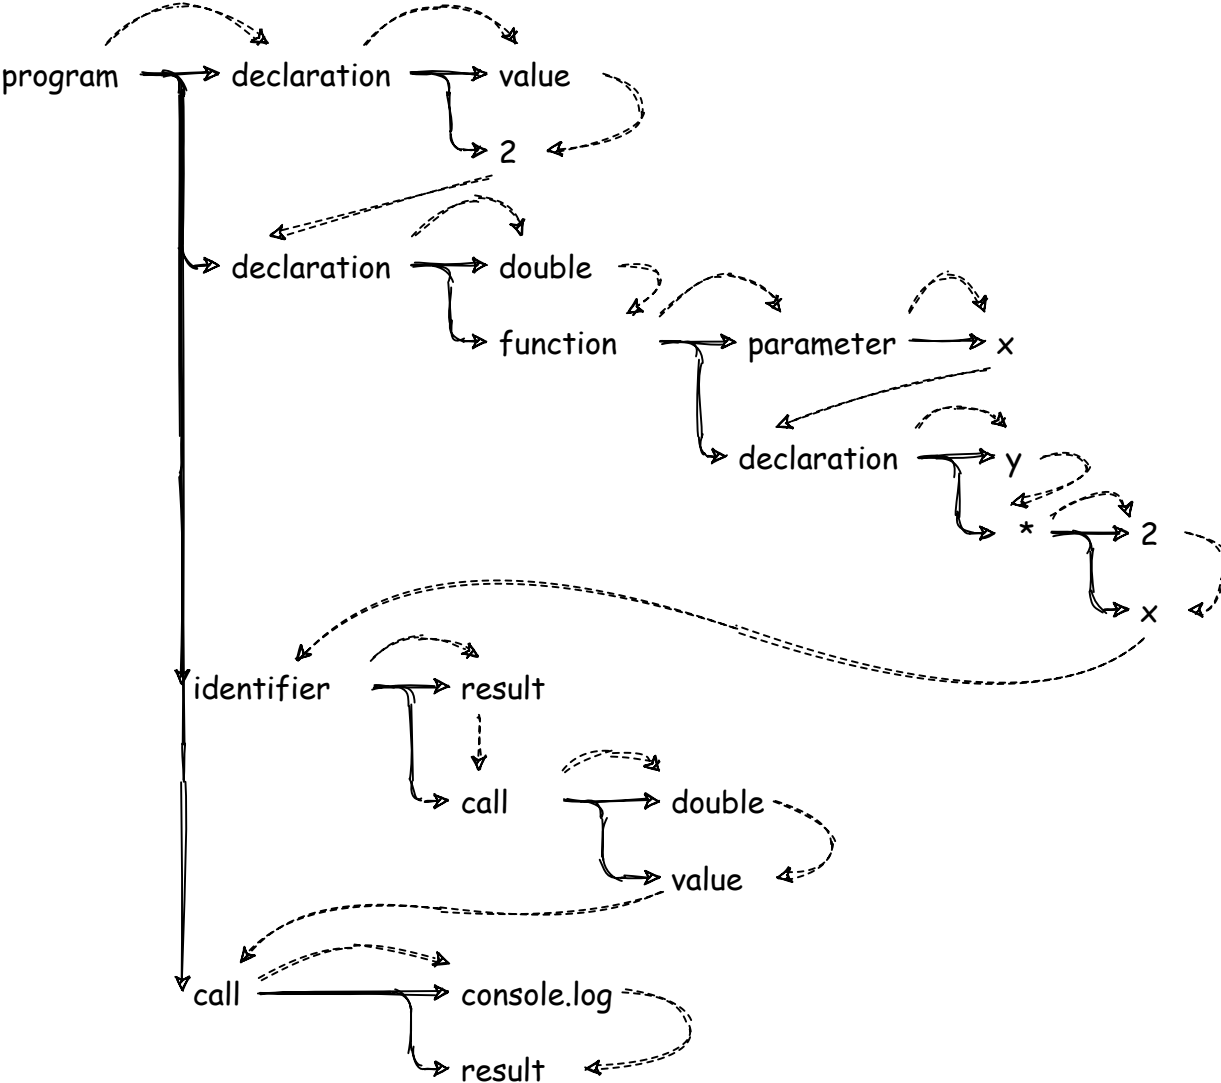 program declaration value
2
declaration double
function parameter x
declaration y
* 2
x
identifier result
call double
value
call console.log
result